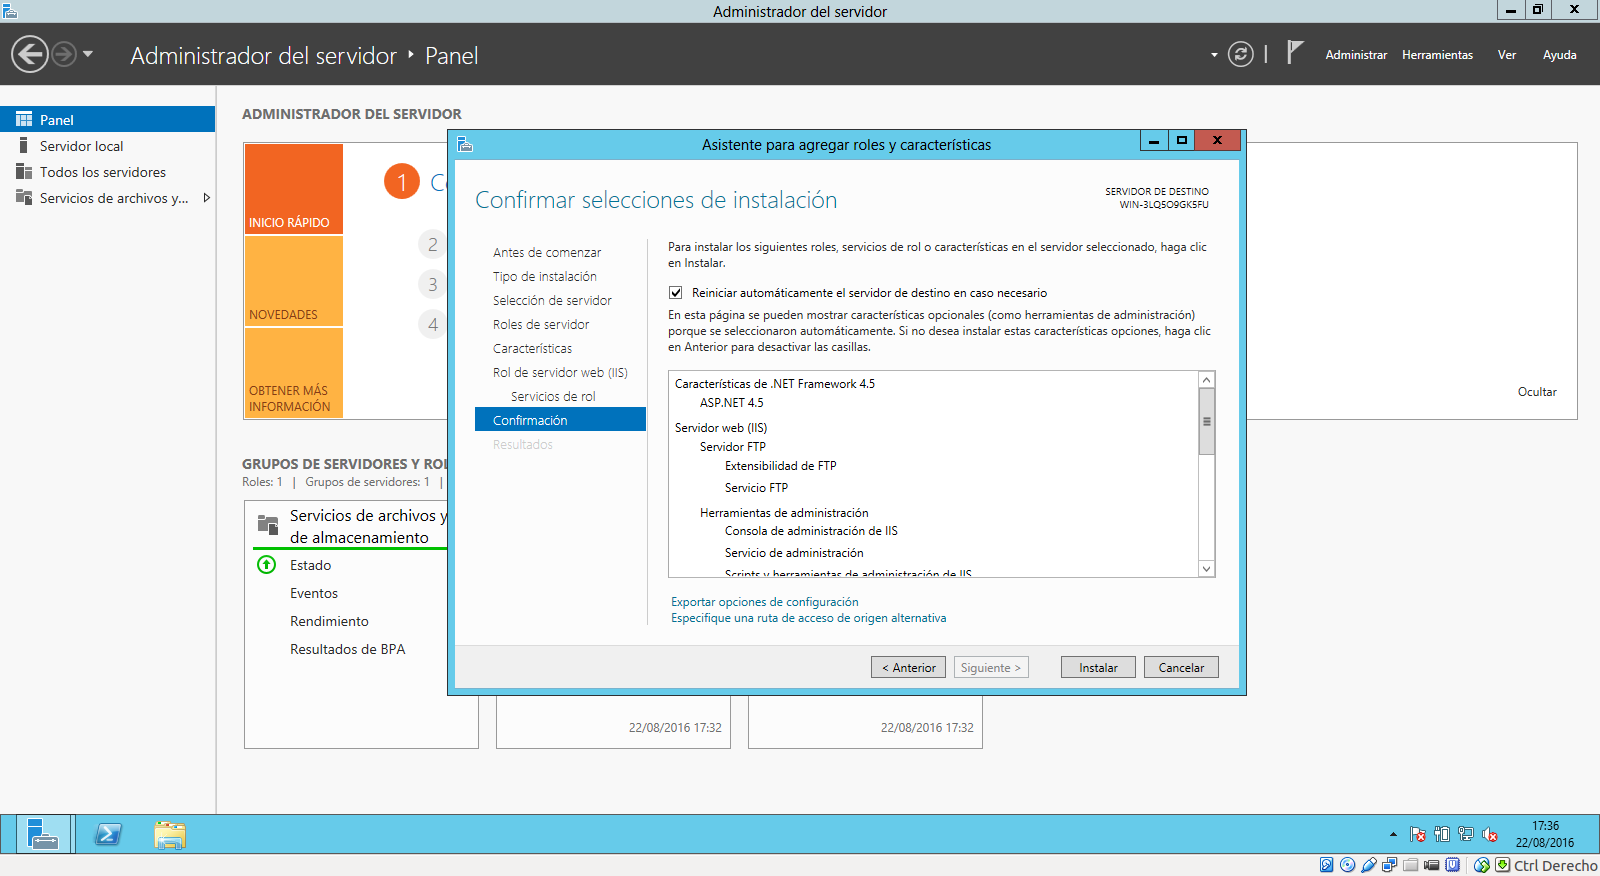 Administrador del servidor
Administrador del servidor ‣ Panel
Administrar Herramientas Ver Ayuda
Panel
Servidor local
Todos los servidores
Servicios de archivos y...
ADMINISTRADOR DEL SERVIDOR
INICIO RÁPIDO
NOVEDADES
OBTENER MÁS
INFORMACIÓN
1
2
3
4
Ocultar
GRUPOS DE SERVIDORES Y
Roles: 1 | Grupos de servidores: 1 |
Servicios de archivos y
de almacenamiento
Estado
Eventos
Rendimiento
Resultados de BPA
22/08/2016 17:32
22/08/2016 17:32
Asistente para agregar roles y características
Confirmar selecciones de instalación
SERVIDOR DE DESTINO
WIN-3LQ5O9GK5FU
Antes de comenzar
Tipo de instalación
Selección de servidor
Roles de servidor
Características
Rol de servidor web (IIS)
Servicios de rol
Confirmación
Resultados
Para instalar los siguientes roles, servicios de rol o características en el servidor seleccionado, haga clic
en Instalar.
Reiniciar automáticamente el servidor de destino en caso necesario
En esta página se pueden mostrar características opcionales (como herramientas de administración)
porque se seleccionaron automáticamente. Si no desea instalar estas características opciones, haga clic
en Anterior para desactivar las casillas.
Características de .NET Framework 4.5
ASP.NET 4.5
Servidor web (IIS)
Servidor FTP
Extensibilidad de FTP
Servicio FTP
Herramientas de administración
Consola de administración de IIS
Servicio de administración
Scripts y herramientas de administración de IIS
Exportar opciones de configuración
Especifique una ruta de acceso de origen alternativa
< Anterior
Siguiente >
Instalar
Cancelar
17:36
22/08/2016
Ctrl Derecho